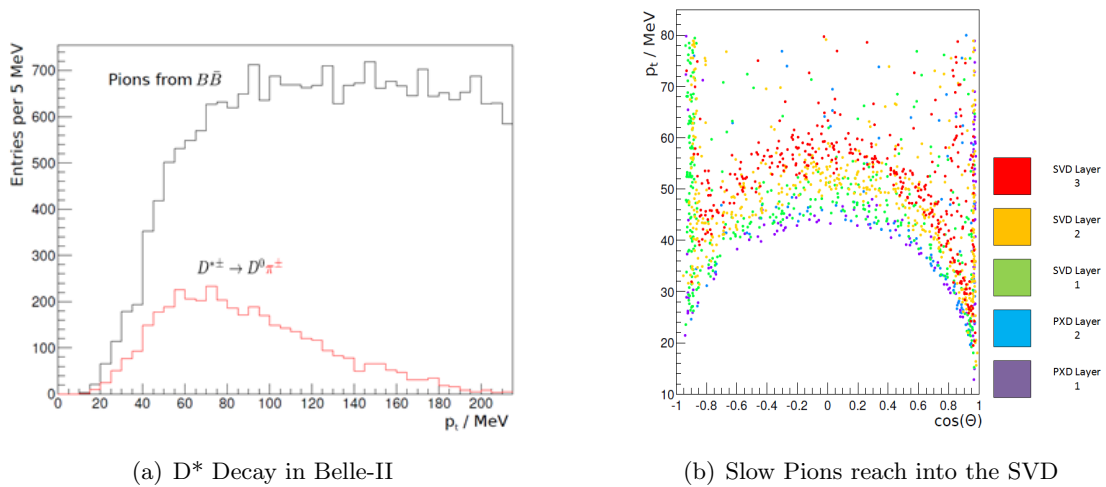 Entries per 5 MeV
700
600
500
400
300
200
100
0
Pions from B\bar{B}
D*± → D⁰π±
0 20 40 60 80 100 120 140 160 180 200
p_t / MeV
(a) D* Decay in Belle-II
p_t / MeV
80
70
60
50
40
30
20
10
-1 -0.8 -0.6 -0.4 -0.2 0 0.2 0.4 0.6 0.8 1
cos(Θ)
SVD Layer
3
SVD Layer
2
SVD Layer
1
PXD Layer
2
PXD Layer
1
(b) Slow Pions reach into the SVD